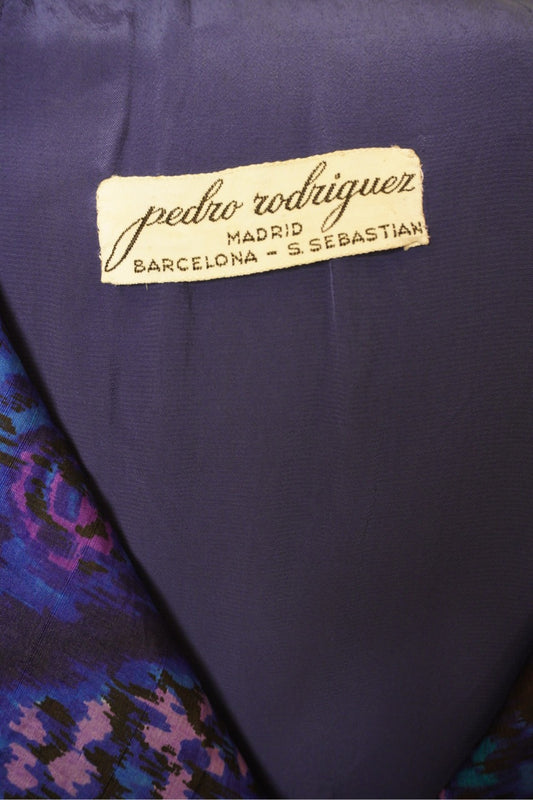 pedro rodriguez
MADRID
BARCELONA - S. SEBASTIAN